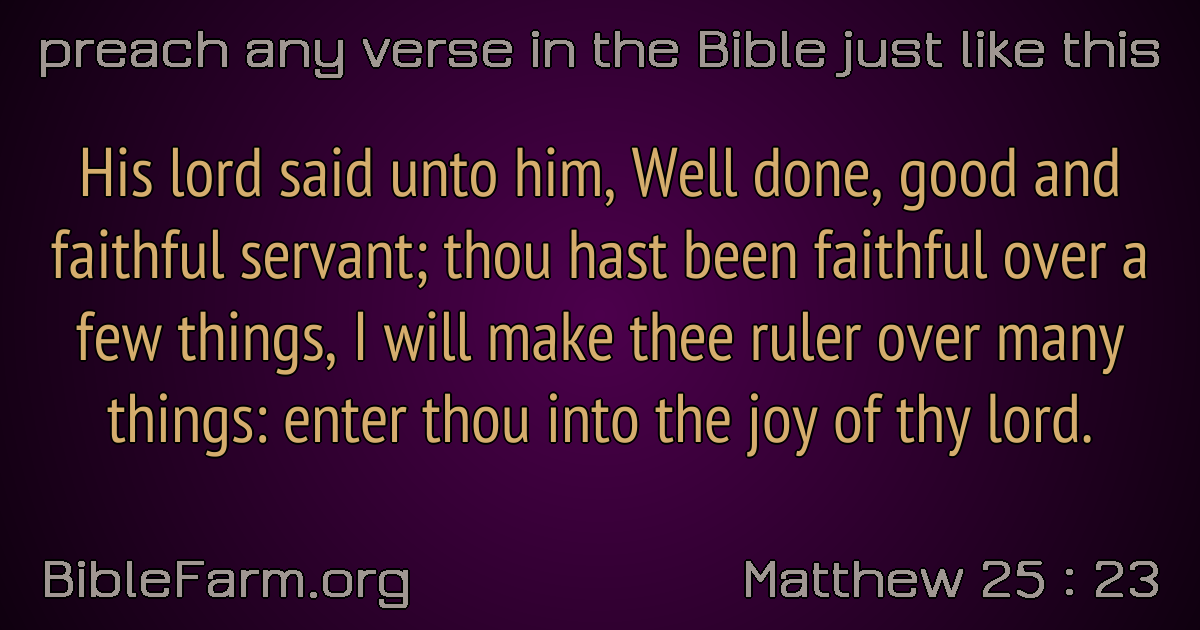 preach any verse in the Bible just like this
His lord said unto him, Well done, good and
faithful servant; thou hast been faithful over a
few things, I will make thee ruler over many
things: enter thou into the joy of thy lord.
BibleFarm.org
Matthew 25 : 23